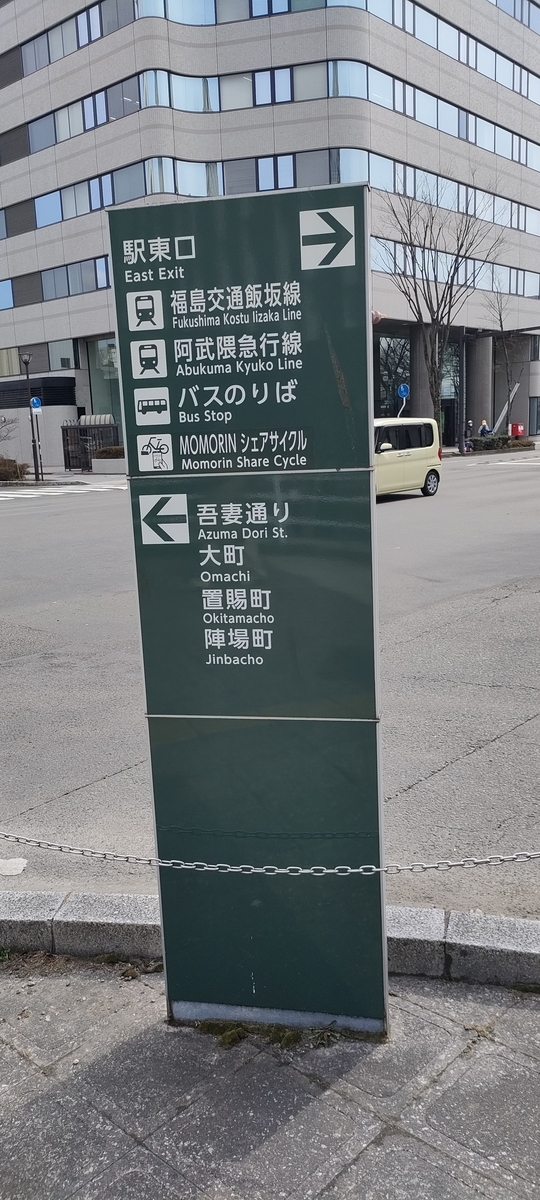 駅東口
East Exit
福島交通飯坂線
Fukushima Kostu Iizaka Line
阿武隈急行線
Abukuma Kyuko Line
バスのりば
Bus Stop
MOMORIN シェアサイクル
Momorin Share Cycle
吾妻通り
Azuma Dori St.
大町
Omachi
置賜町
Okitamacho
陣場町
Jinbacho